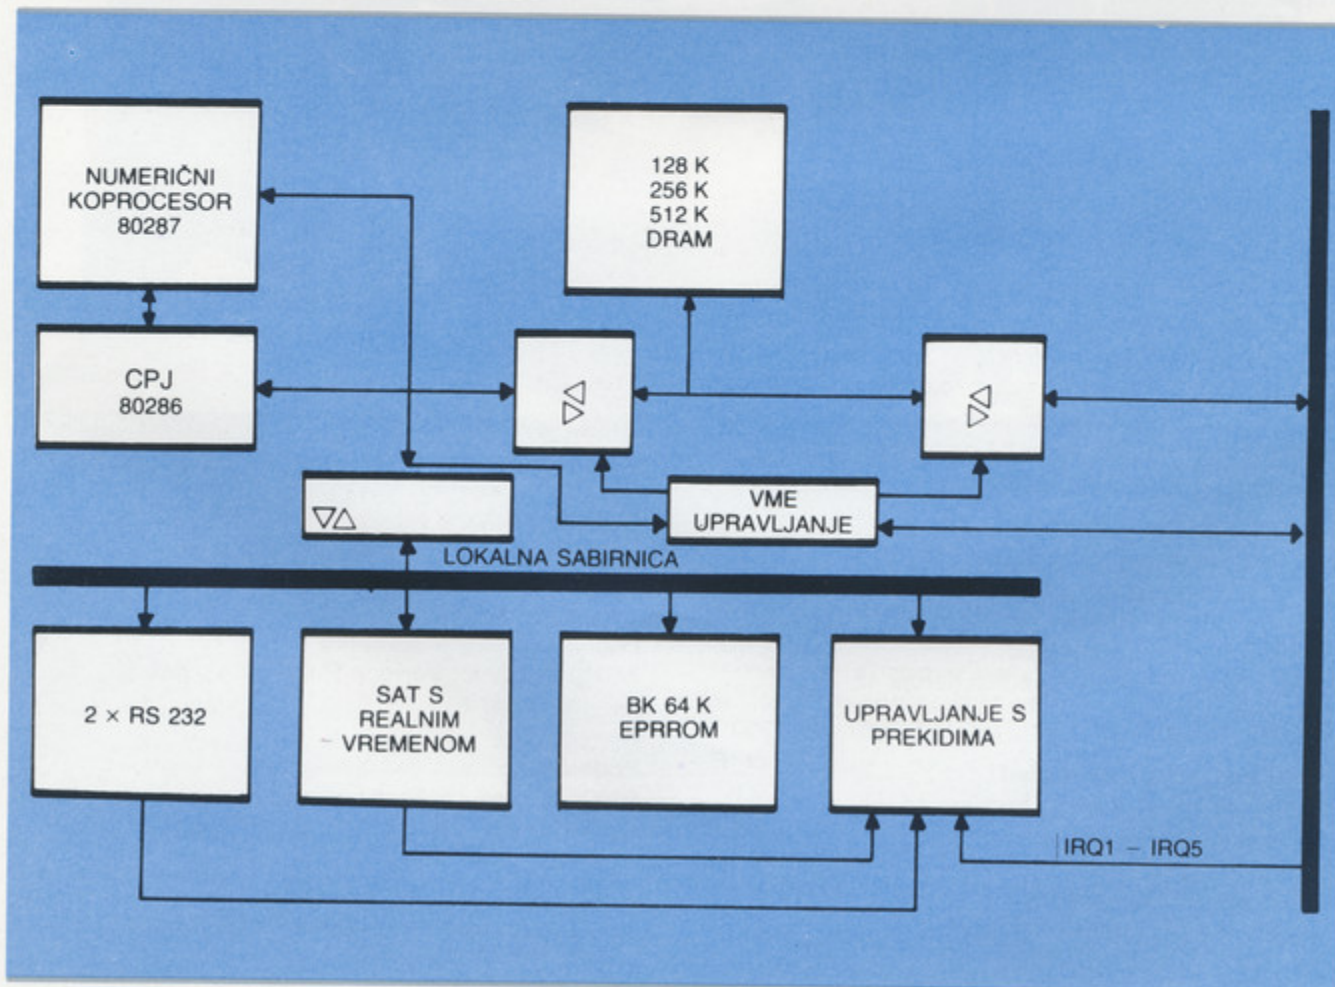 NUMERIČNI
KOPROCESOR
80287
128 K
256 K
512 K
DRAM
CPJ
80286
VME
UPRAVLJANJE
LOKALNA SABIRNICA
2 × RS 232
SAT S
REALNIM
VREMENOM
BK 64 K
EPRROM
UPRAVLJANJE S
PREKIDIMA
IRQ1 – IRQ5